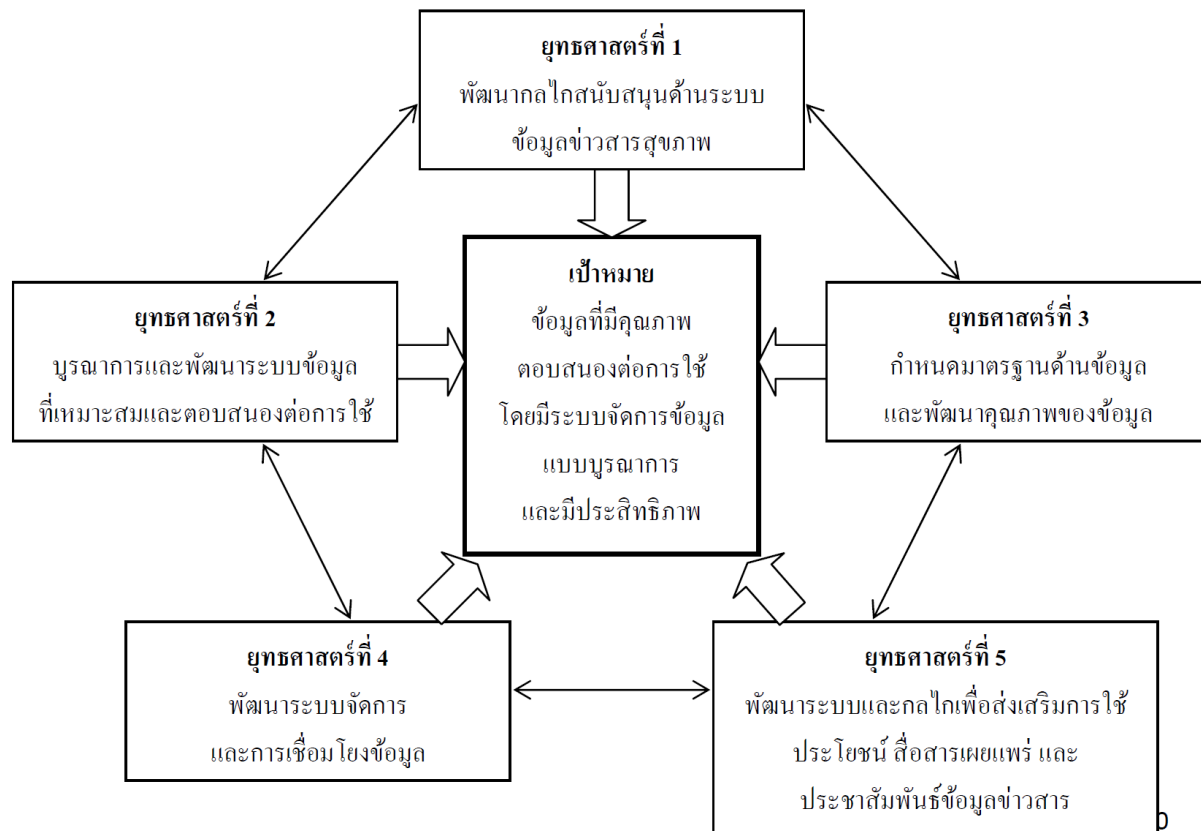 ยุทธศาสตร์ที่ 1
พัฒนากลไกสนับสนุนด้านระบบ
ข้อมูลข่าวสารสุขภาพ
เป้าหมาย
ข้อมูลที่มีคุณภาพ
ตอบสนองต่อการใช้
โดยมีระบบจัดการข้อมูล
แบบบูรณาการ
และมีประสิทธิภาพ
ยุทธศาสตร์ที่ 2
บูรณาการและพัฒนาระบบข้อมูล
ที่เหมาะสมและตอบสนองต่อการใช้
ยุทธศาสตร์ที่ 3
กำหนดมาตรฐานด้านข้อมูล
และพัฒนาคุณภาพของข้อมูล
ยุทธศาสตร์ที่ 4
พัฒนาระบบจัดการ
และการเชื่อมโยงข้อมูล
ยุทธศาสตร์ที่ 5
พัฒนาระบบและกลไกเพื่อส่งเสริมการใช้
ประโยชน์ สื่อสารเผยแพร่ และ
ประชาสัมพันธ์ข้อมูลข่าวสาร